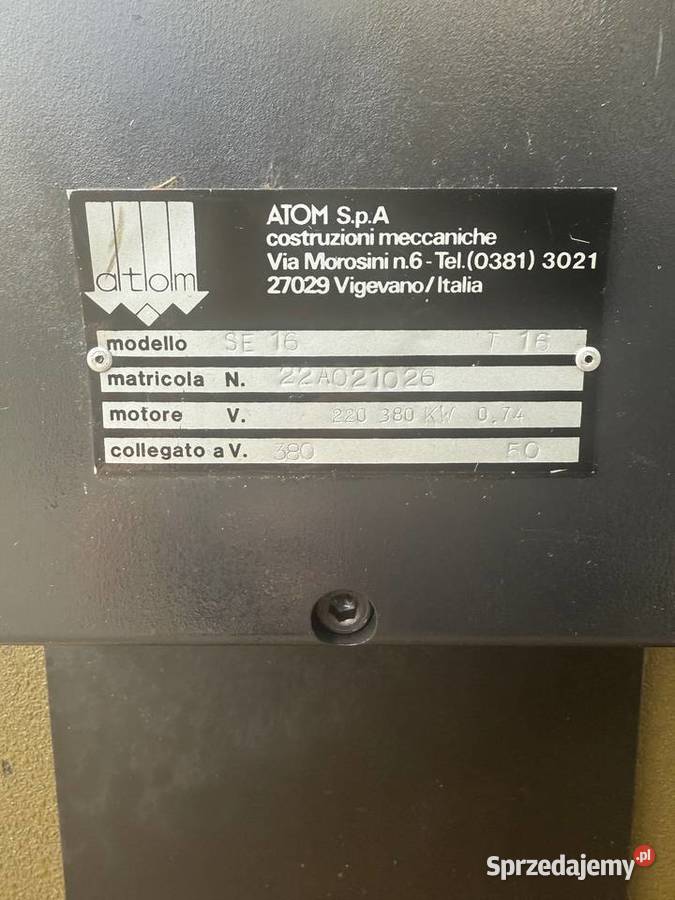 atom
ATOM S.p.A
costruzioni meccaniche
Via Morosini n.6 - Tel.(0381) 3021
27029 Vigevano/Italia
modello SE 16 T 16
matricola N. 22A021026
motore V. 220 380 KW 0,74
collegato a V. 380 50
Sprzedajemy.pl